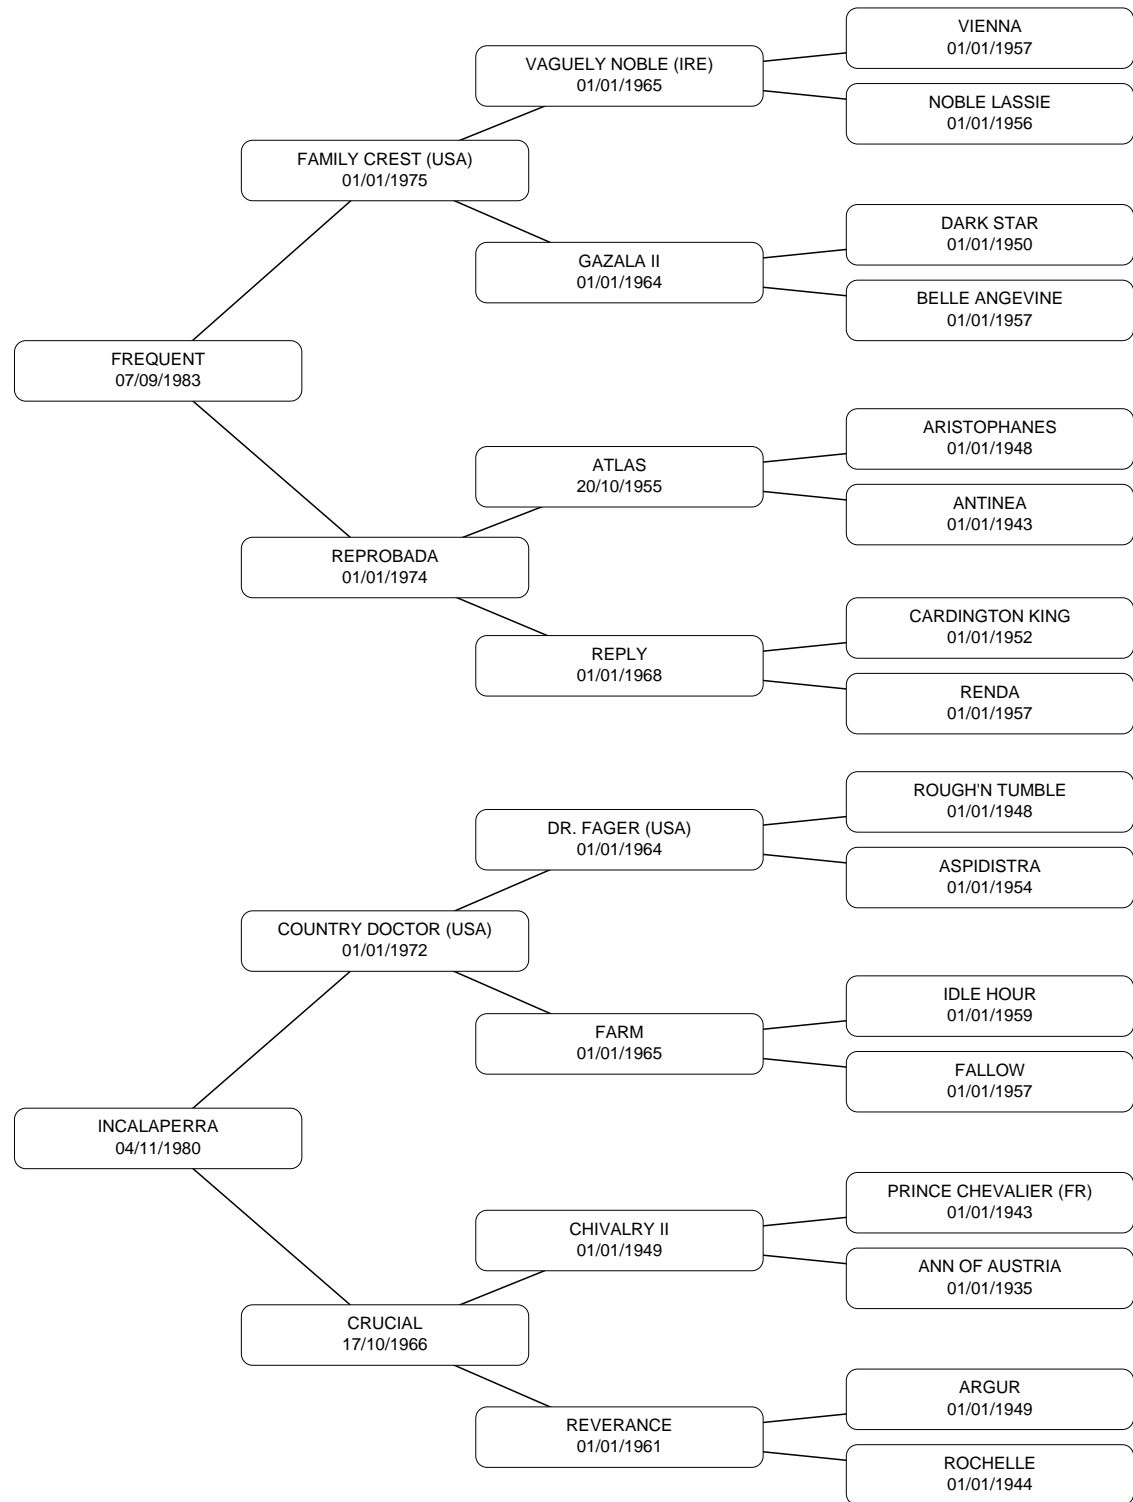 VIENNA
01/01/1957
VAGUELY NOBLE (IRE)
01/01/1965
NOBLE LASSIE
01/01/1956
FAMILY CREST (USA)
01/01/1975
DARK STAR
01/01/1950
GAZALA II
01/01/1964
BELLE ANGEVINE
01/01/1957
FREQUENT
07/09/1983
ARISTOPHANES
01/01/1948
ATLAS
20/10/1955
ANTINEA
01/01/1943
REPROBADA
01/01/1974
CARDINGTON KING
01/01/1952
REPLY
01/01/1968
RENDA
01/01/1957
ROUGH'N TUMBLE
01/01/1948
DR. FAGER (USA)
01/01/1964
ASPIDISTRA
01/01/1954
COUNTRY DOCTOR (USA)
01/01/1972
IDLE HOUR
01/01/1959
FARM
01/01/1965
FALLOW
01/01/1957
INCALAPERRA
04/11/1980
PRINCE CHEVALIER (FR)
01/01/1943
CHIVALRY II
01/01/1949
ANN OF AUSTRIA
01/01/1935
CRUCIAL
17/10/1966
ARGUR
01/01/1949
REVERANCE
01/01/1961
ROCHELLE
01/01/1944